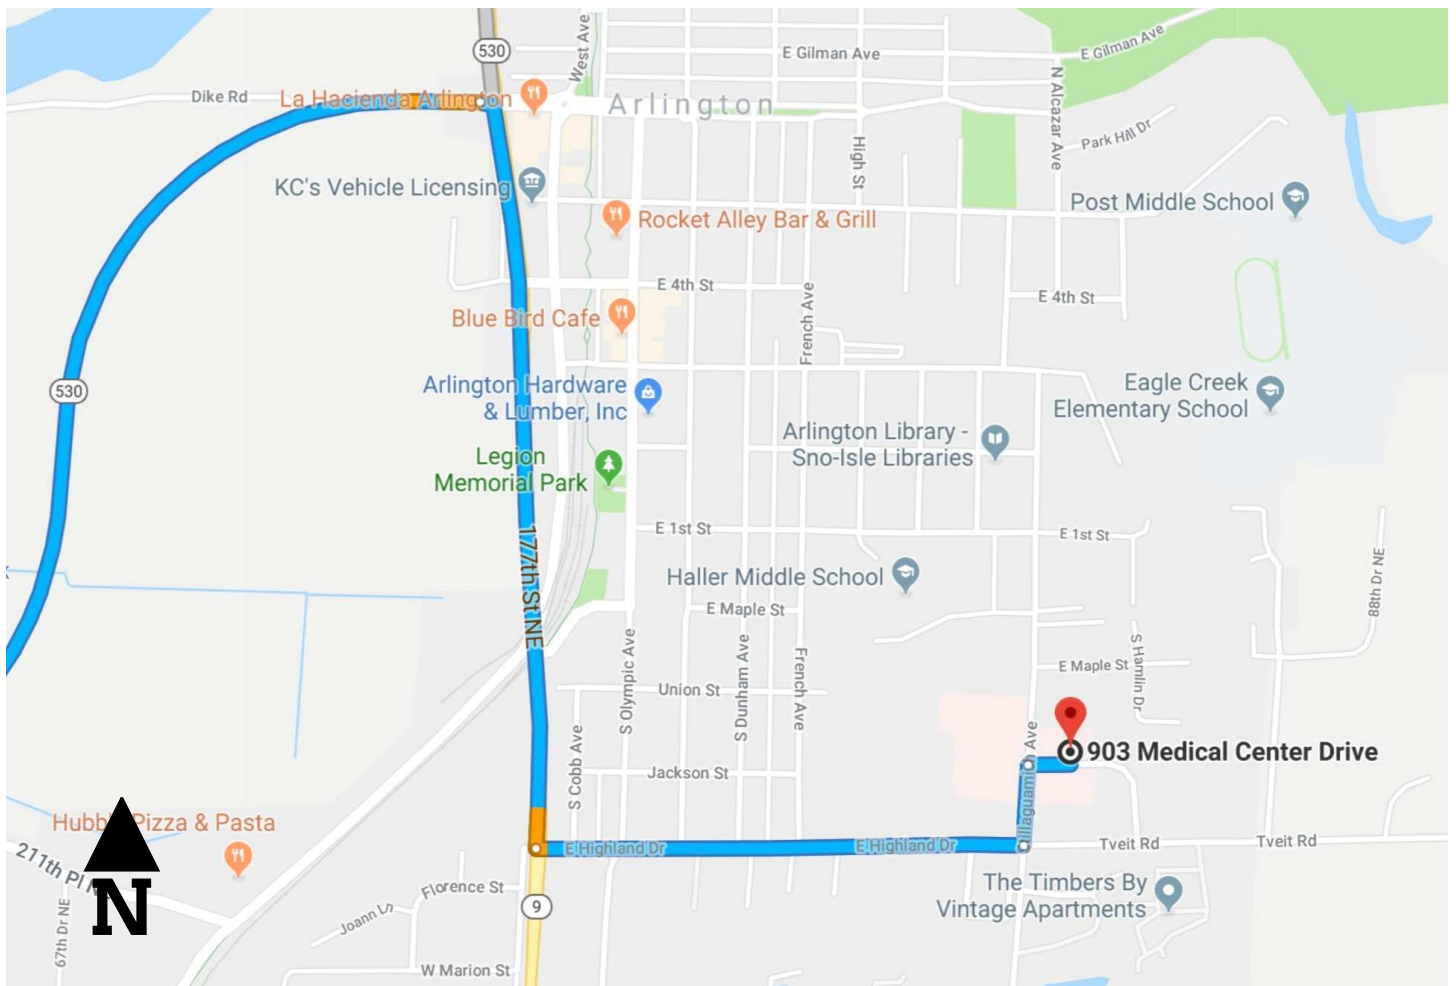 530
E Gilman Ave
E Gilman Ave
West Ave
Dike Rd
La Hacienda Arlington
Arlington
N Alcazar Ave
Park Hill Dr
High St
KC's Vehicle Licensing
Post Middle School
Rocket Alley Bar & Grill
E 4th St
E 4th St
Blue Bird Cafe
French Ave
530
Arlington Hardware
& Lumber, Inc
Eagle Creek
Elementary School
Arlington Library -
Sno-Isle Libraries
Legion
Memorial Park
E 1st St
E 1st St
177th St NE
Haller Middle School
88th Dr NE
E Maple St
S Olympic Ave
S Dunham Ave
French Ave
E Maple St
S Hamlin Dr
Union St
S Cobb Ave
903 Medical Center Drive
Jackson St
Pizza & Pasta
E Highland Dr
E Highland Dr
Tveit Rd
Tveit Rd
211th Pl
N
67th Dr NE
Joann Ln
Florence St
9
The Timbers By
Vintage Apartments
W Marion St